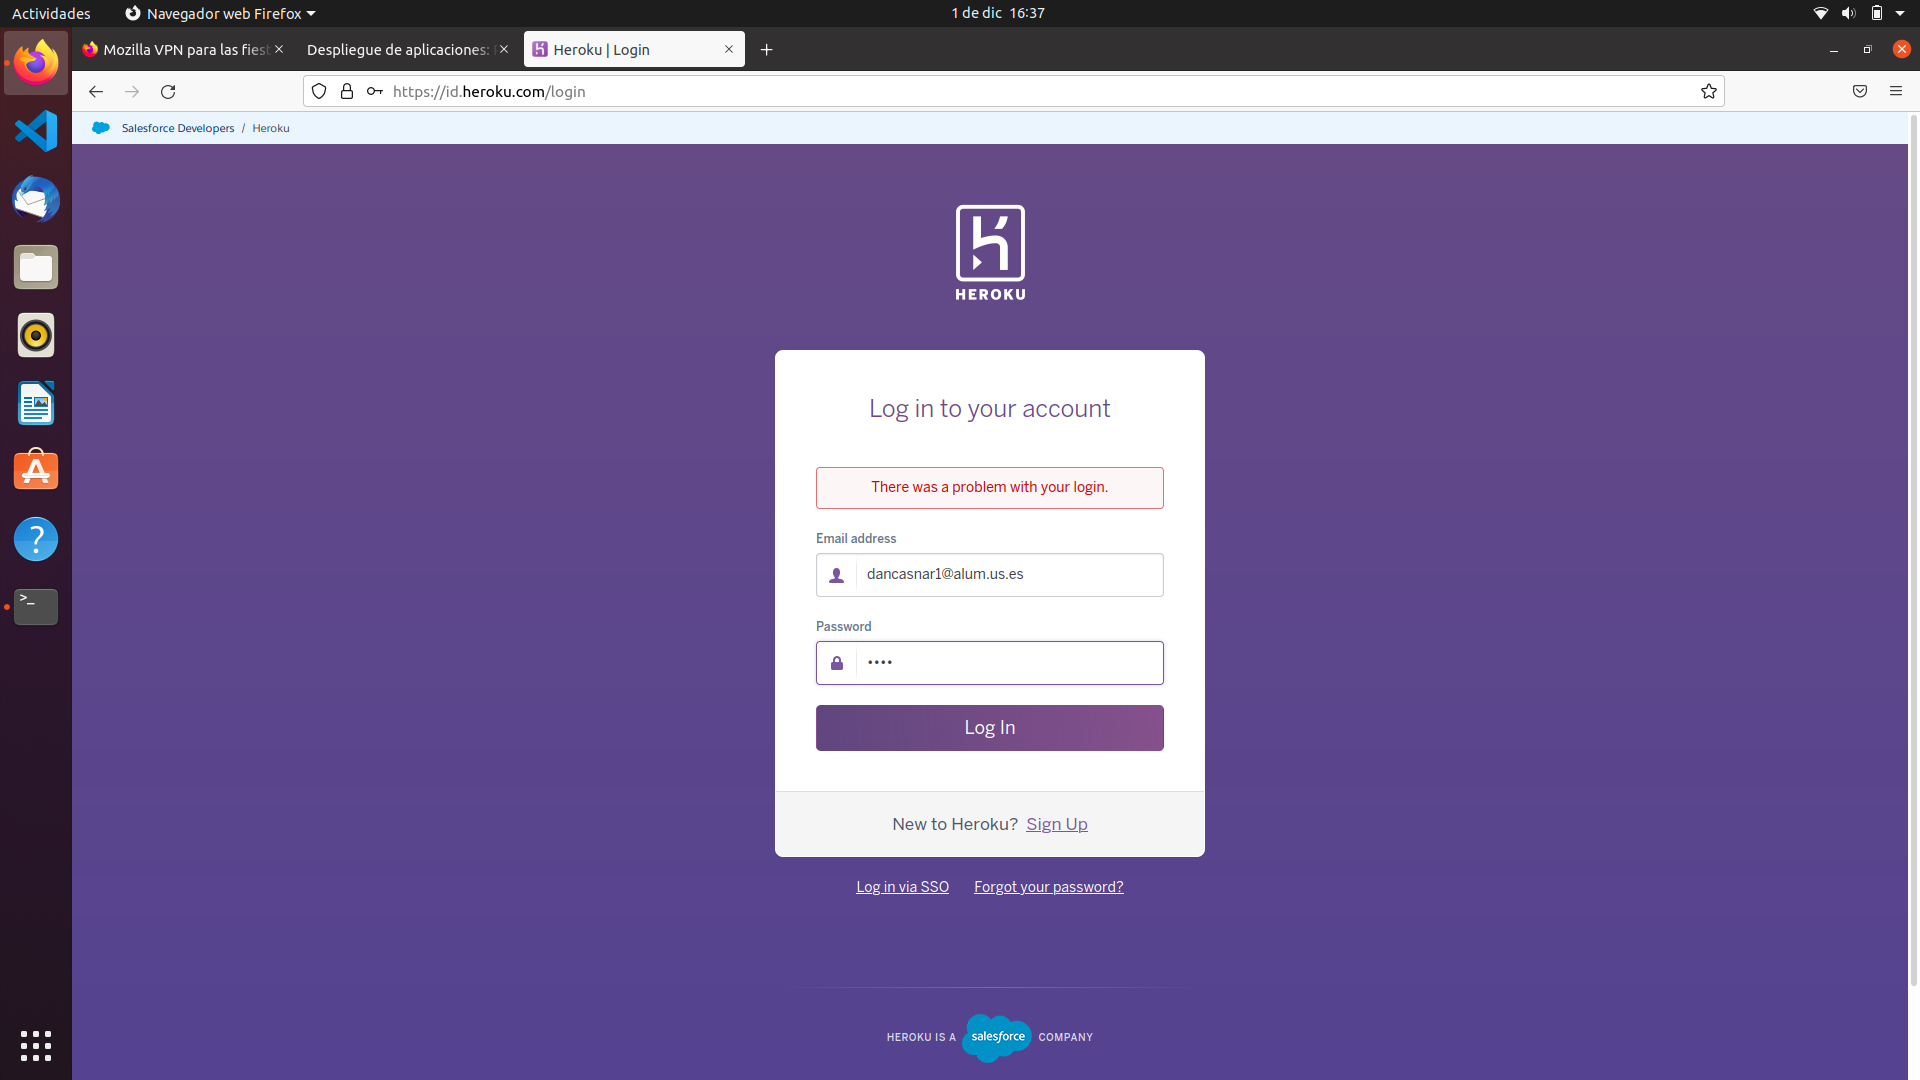 Actividades
Navegador web Firefox
1 de dic 16:37
Mozilla VPN para las fiest
Despliegue de aplicaciones:
Heroku | Login
https://id.heroku.com/login
Salesforce Developers / Heroku
HEROKU
Log in to your account
There was a problem with your login.
Email address
dancasnar1@alum.us.es
Password
••••
Log In
New to Heroku? Sign Up
Log in via SSO
Forgot your password?
HEROKU IS A salesforce COMPANY